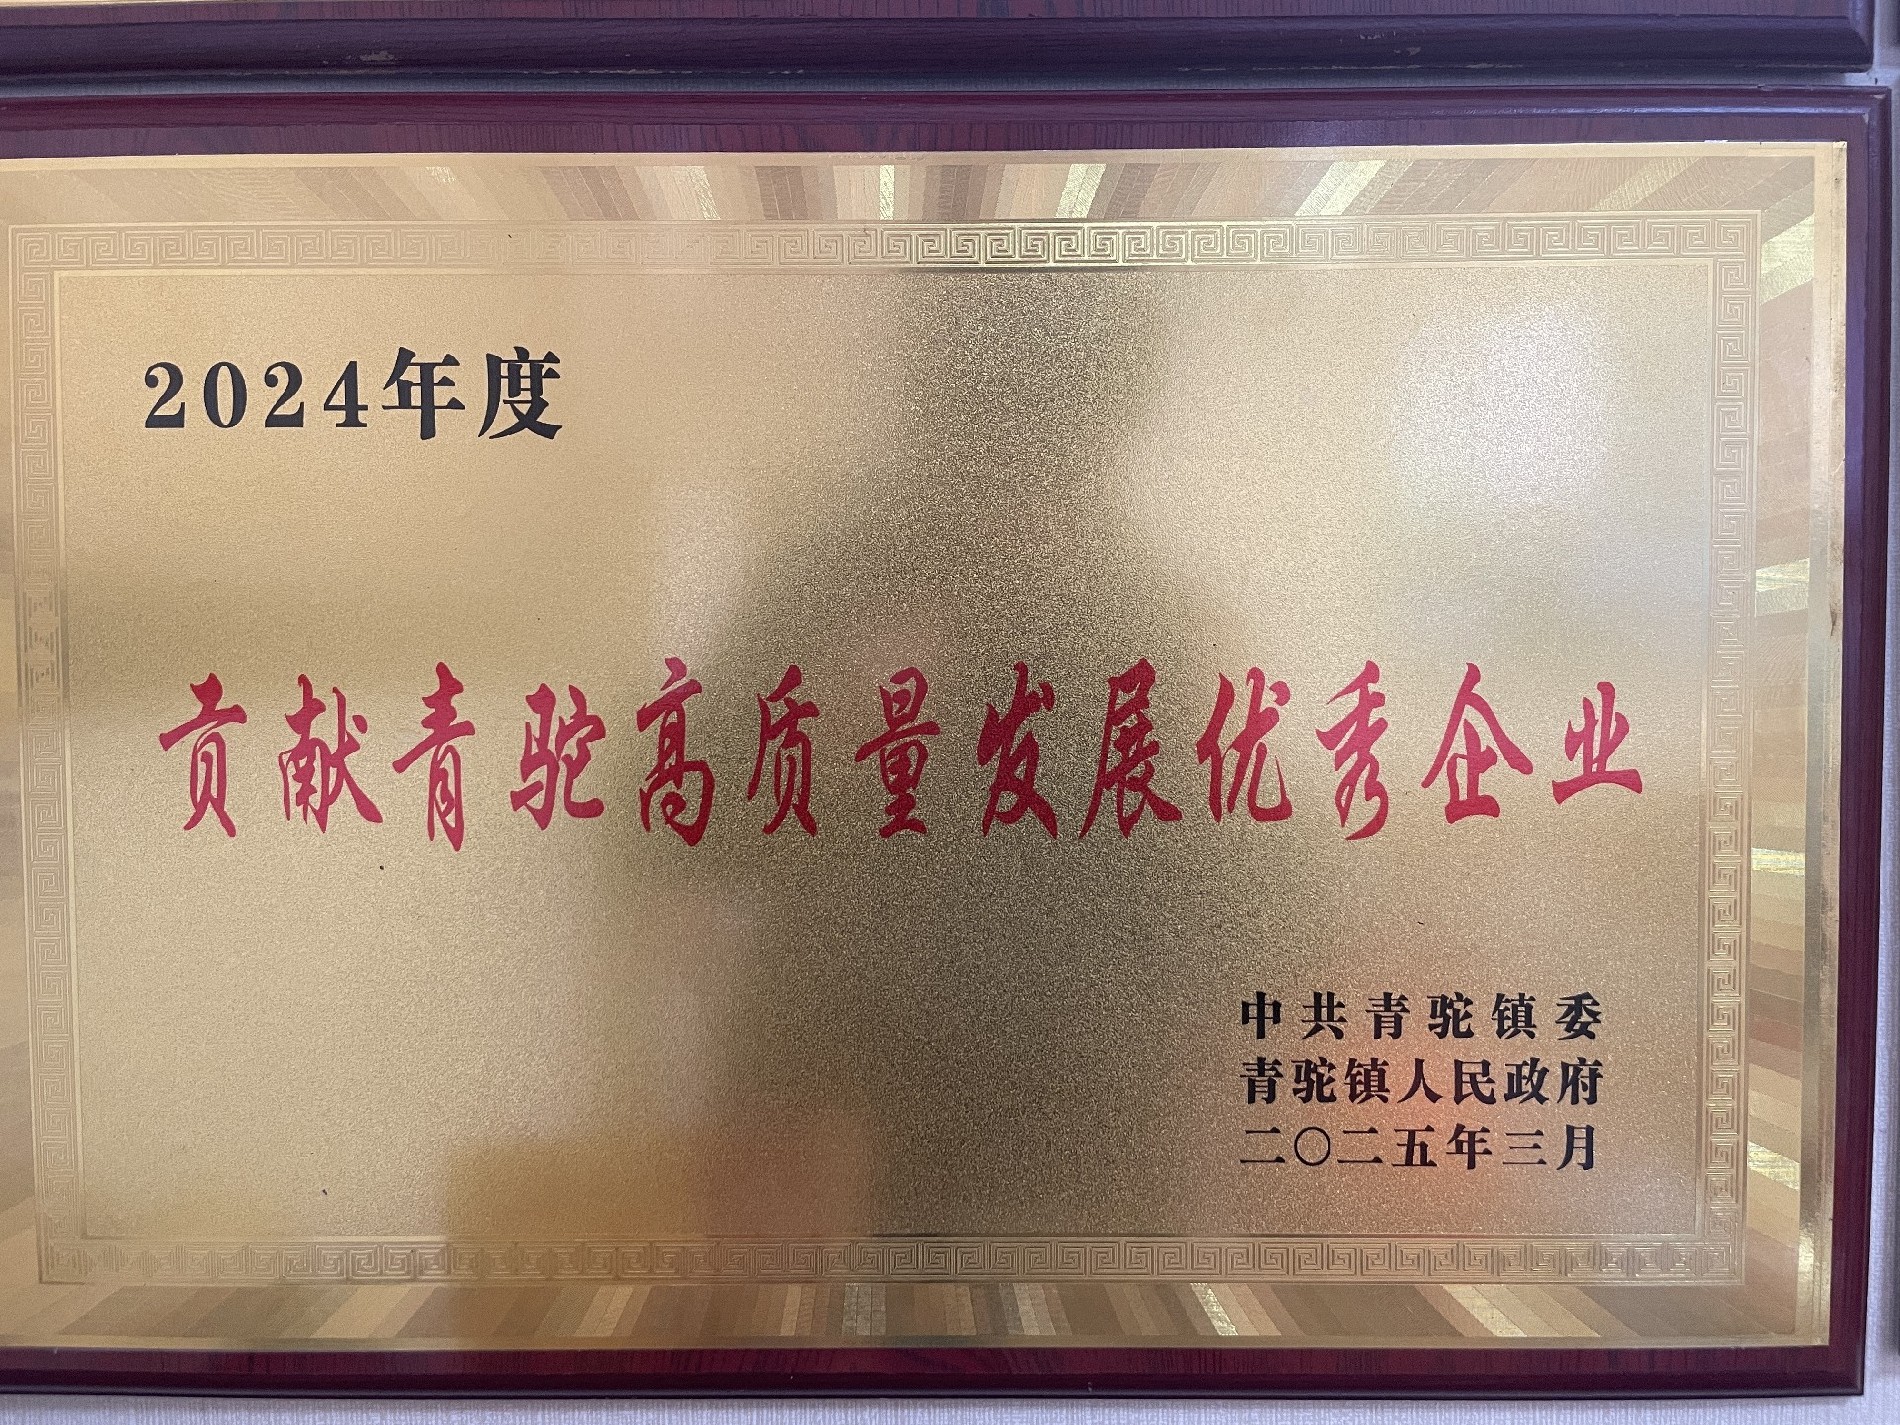 2024年度
贡献青驼高质量发展优秀企业
中共青驼镇委
青驼镇人民政府
二〇二五年三月